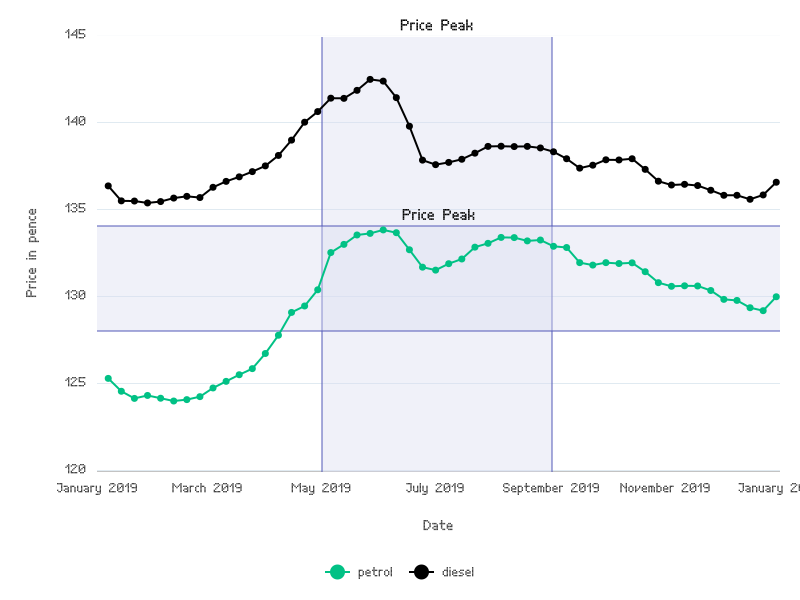 Price Peak
145
140
Price Peak
135
130
125
120
Price in pence
January 2019 March 2019 May 2019 July 2019 September 2019 November 2019 January
Date
petrol diesel